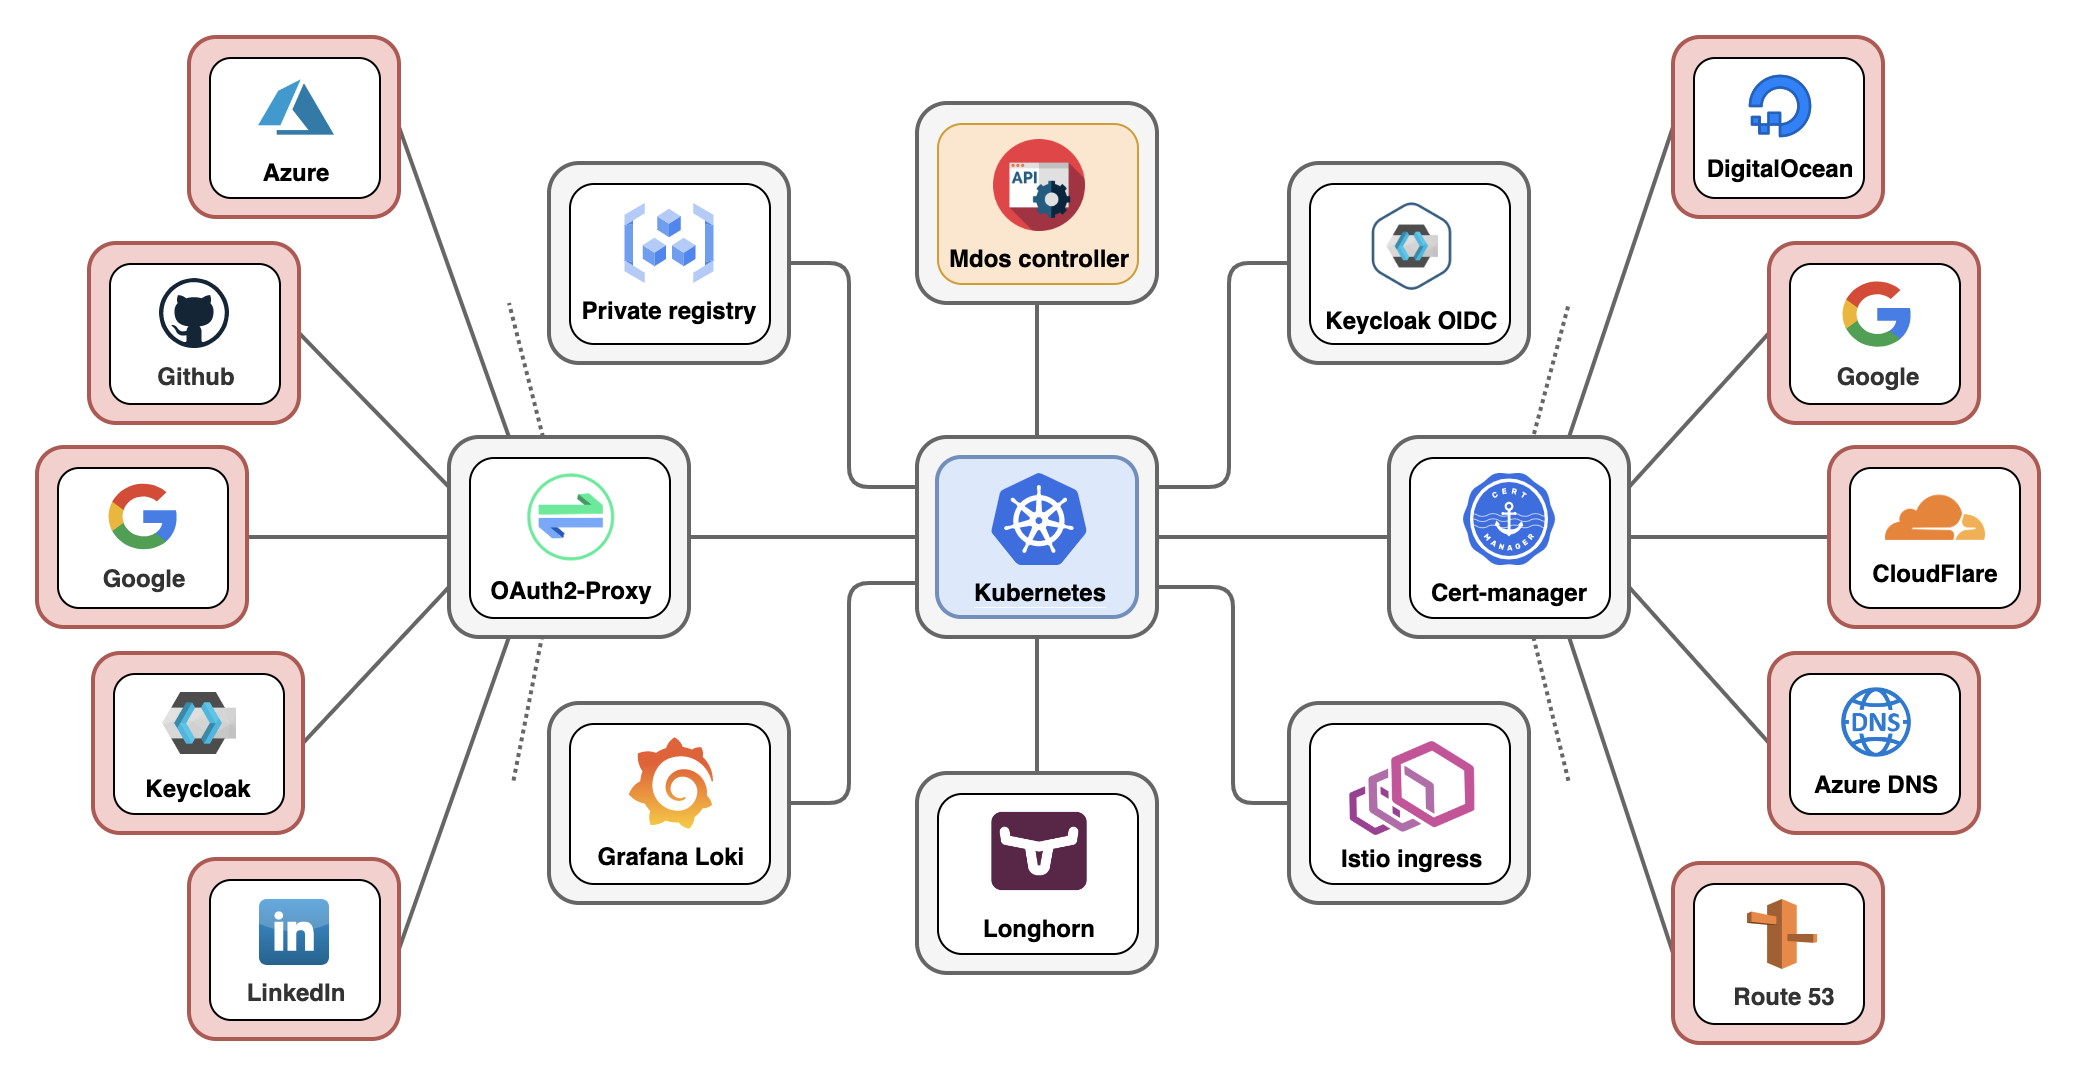 Azure
Github
Google
Keycloak
LinkedIn
Private registry
OAuth2-Proxy
Grafana Loki
API
Mdos controller
Kubernetes
Longhorn
Keycloak OIDC
CERT
MANAGER
Cert-manager
Istio ingress
DigitalOcean
Google
CloudFlare
DNS
Azure DNS
Route 53
in